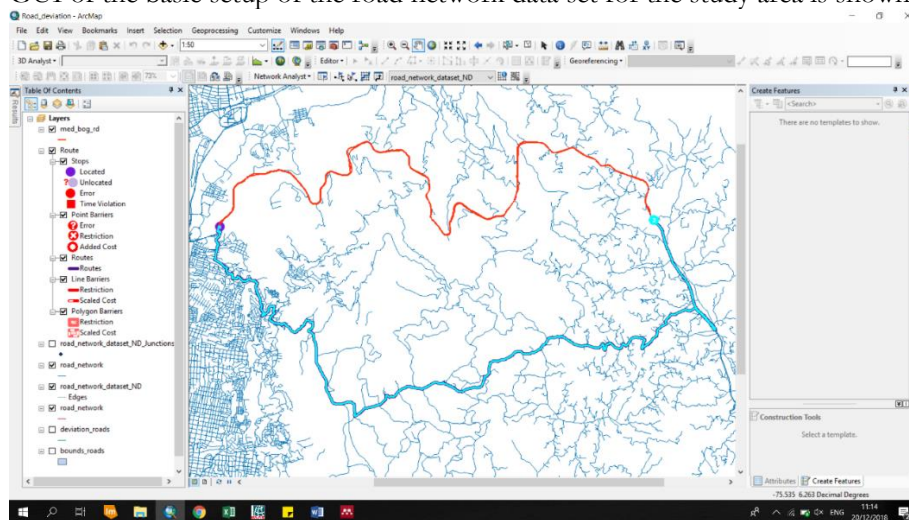 GUI of the basic setup of the road network data set for the study area is shown
Road_deviation - ArcMap
File Edit View Bookmarks Insert Selection Geoprocessing Customize Windows Help
1:50
Editor
3D Analyst
Georeferencing
Network Analyst
road_network_dataset_ND
Table Of Contents
Layers
med_bog_rd
Route
Stops
Located
Unlocated
Error
Time Violation
Point Barriers
Error
Restriction
Added Cost
Routes
Routes
Line Barriers
Restriction
Scaled Cost
Polygon Barriers
Restriction
Scaled Cost
road_network_dataset_ND_Junctions
road_network
road_network_dataset_ND
Edges
road_network
deviation_roads
bounds_roads
Results
Create Features
<Search>
There are no templates to show.
Construction Tools
Select a template.
Attributes Create Features
-75.535 6.263 Decimal Degrees
ENG
11:14
20/12/2018